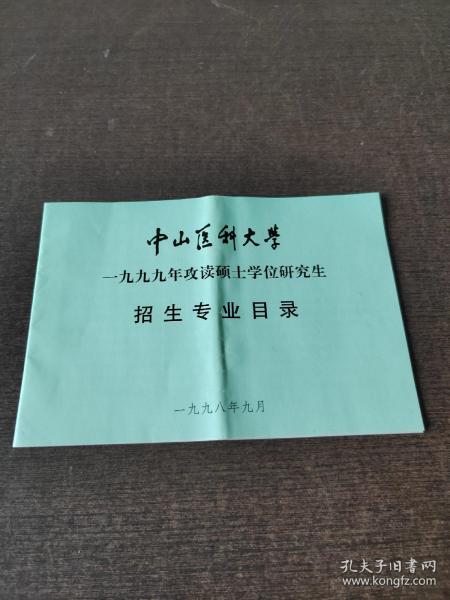 中山医科大学
一九九九年攻读硕士学位研究生
招生专业目录
一九九八年九月
孔夫子旧书网
www.kongfz.com